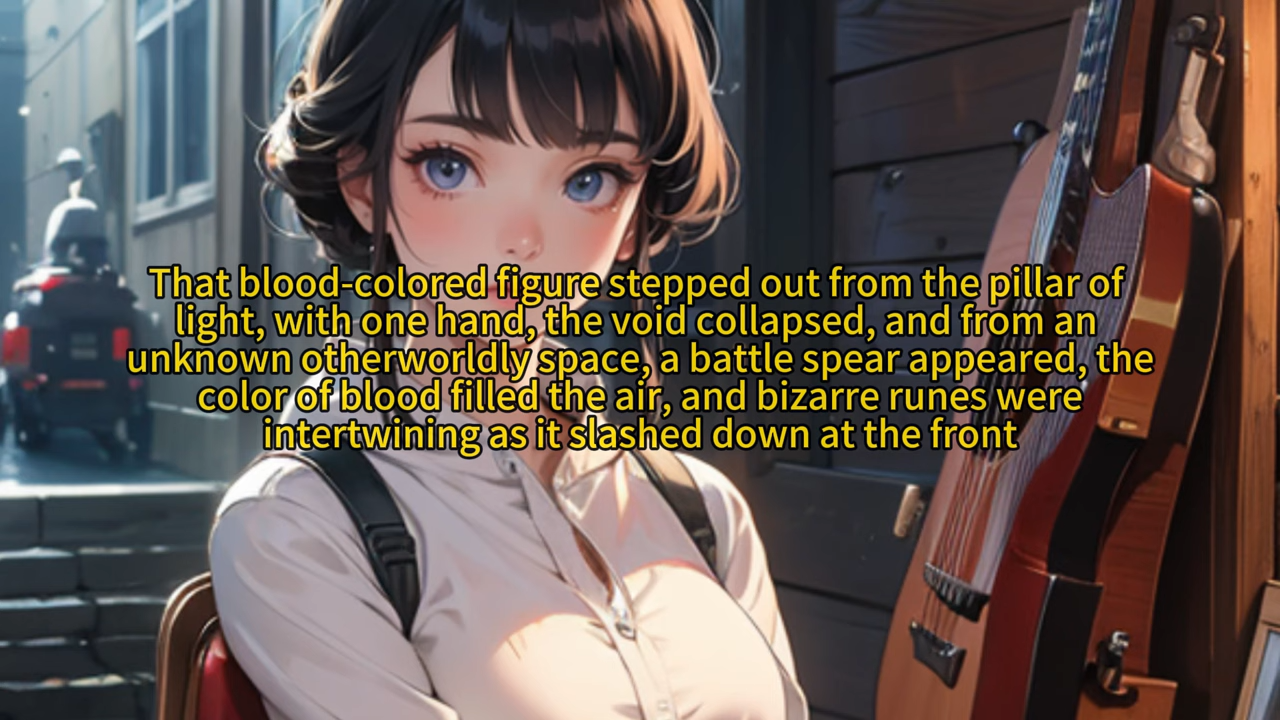 That blood-colored figure stepped out from the pillar of
light, with one hand, the void collapsed, and from an
unknown otherworldly space, a battle spear appeared, the
color of blood filled the air, and bizarre runes were
intertwining as it slashed down at the front